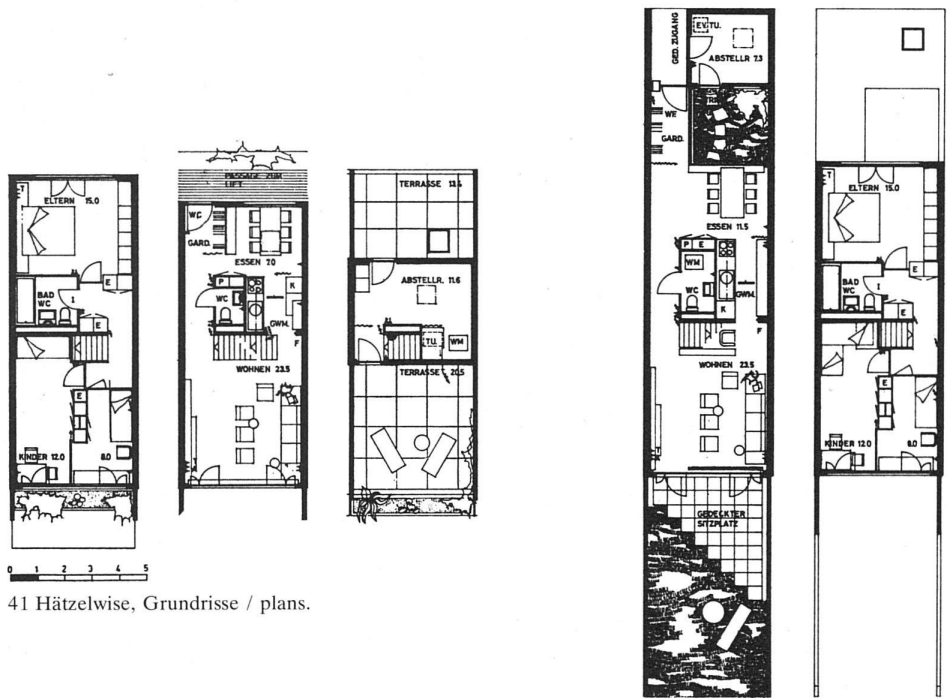 T
ELTERN 15.0
E
BAD
WC
E
E
KINDER 12.0
8.0
PASSAGE ZUM
LIFT
WC
GARD.
ESSEN 7.0
P
E
WC
K
GWM.
F
WOHNEN 23.5
TERRASSE 13.4
ABSTELLR. 11.6
TU.
WM
TERRASSE 20.5
0 1 2 3 4 5
41 Hätzelwise, Grundrisse / plans.
GED. ZUGANG
EV. TU.
ABSTELLR 7.3
WE
GARD.
ESSEN 11.5
P E
WM
WC
GWM.
K
F
WOHNEN 23.5
GEDECKTER
SITZPLATZ
T
ELTERN 15.0
E
BAD
WC
E
E
KINDER 12.0
8.0